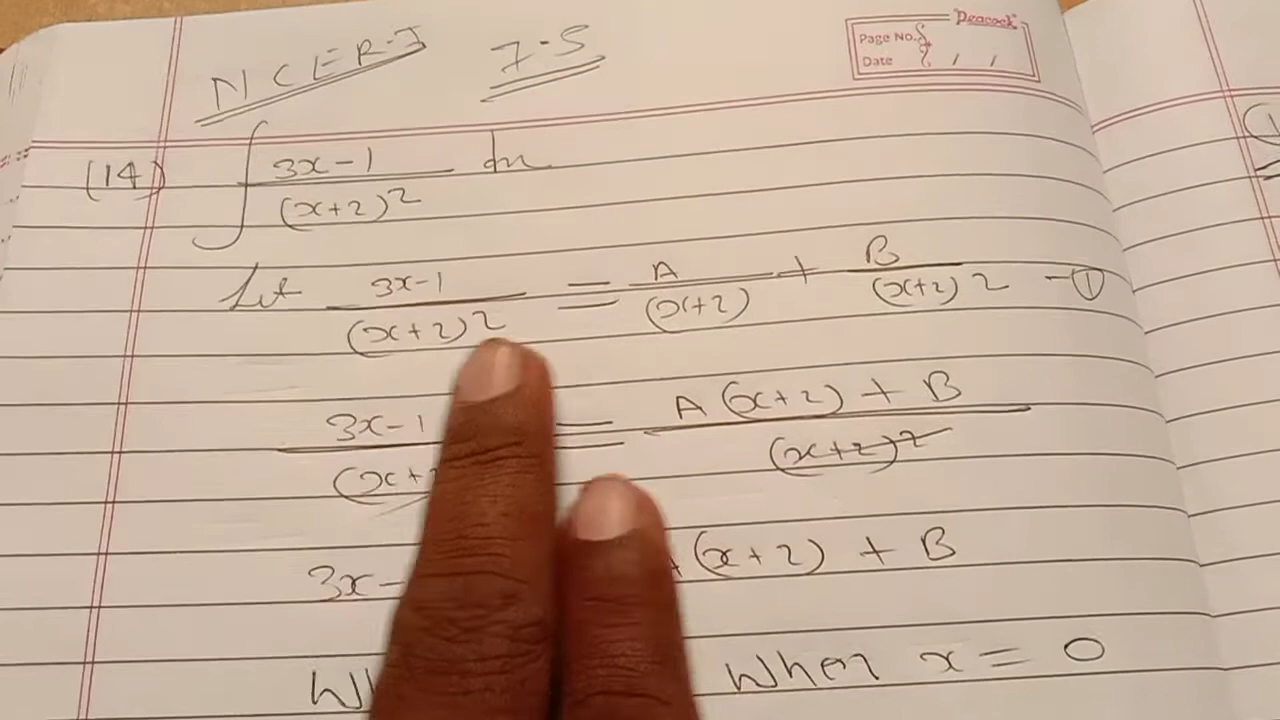 "Peacock"
Page No.
Date / /
NCERT 7.5
(14) ∫ 3x-1 / (x+2)2 dx
Let 3x-1 / (x+2)2 = A / (x+2) + B / (x+2)2 - ①
3x-1 / (x+ = A(x+2) + B / (x+2)2
3x- (x+2) + B
When x = 0